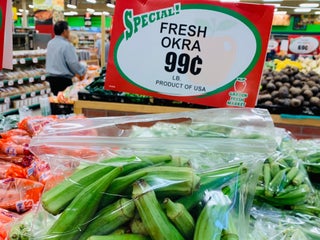 SPECIAL!
FRESH
OKRA
99¢
LB.
PRODUCT OF USA